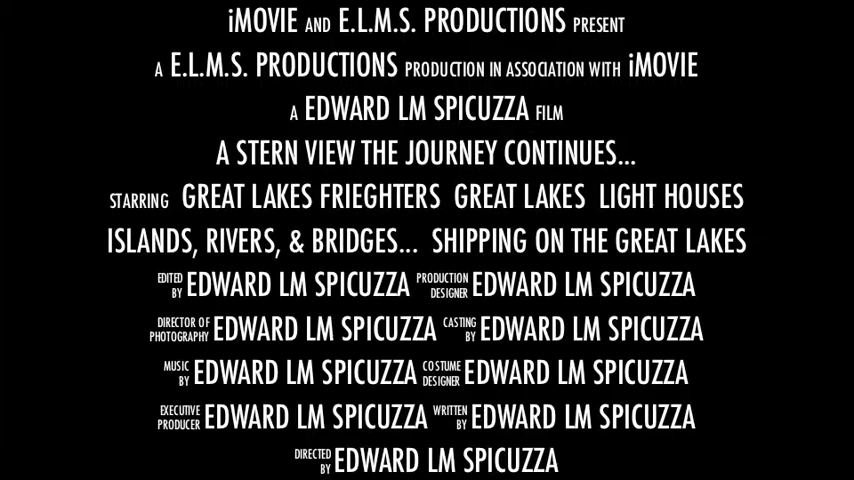 iMOVIE AND E.L.M.S. PRODUCTIONS PRESENT
A E.L.M.S. PRODUCTIONS PRODUCTION IN ASSOCIATION WITH iMOVIE
A EDWARD LM SPICUZZA FILM
A STERN VIEW THE JOURNEY CONTINUES...
STARRING GREAT LAKES FRIEGHTERS GREAT LAKES LIGHT HOUSES
ISLANDS, RIVERS, & BRIDGES... SHIPPING ON THE GREAT LAKES
EDITED BY EDWARD LM SPICUZZA PRODUCTION DESIGNER EDWARD LM SPICUZZA
DIRECTOR OF PHOTOGRAPHY EDWARD LM SPICUZZA CASTING BY EDWARD LM SPICUZZA
MUSIC BY EDWARD LM SPICUZZA COSTUME DESIGNER EDWARD LM SPICUZZA
EXECUTIVE PRODUCER EDWARD LM SPICUZZA WRITTEN BY EDWARD LM SPICUZZA
DIRECTED BY EDWARD LM SPICUZZA